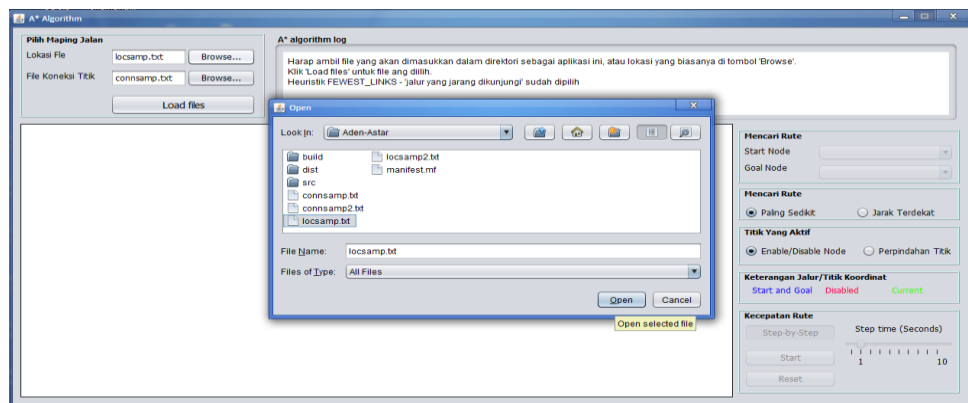 A* Algorithm
Pilih Maping Jalan
Lokasi Fle
locsamp.txt
Browse...
File Koneksi Titik
connsamp.txt
Browse...
Load files
A* algorithm log
Harap ambil file yang akan dimasukkan dalam direktori sebagai aplikasi ini, atau lokasi yang biasanya di tombol 'Browse'.
Klik 'Load files' untuk file ang diilih.
Heuristik FEWEST_LINKS - 'jalur yang jarang dikunjungi' sudah dipilih
Open
Look In:
Aden-Astar
build
dist
src
connsamp.txt
connsamp2.txt
locsamp.txt
locsamp2.txt
manifest.mf
File Name:
locsamp.txt
Files of Type:
All Files
Open
Cancel
Open selected file
Mencari Rute
Start Node
Goal Node
Mencari Rute
Paling Sedikit
Jarak Terdekat
Titik Yang Aktif
Enable/Disable Node
Perpindahan Titik
Keterangan Jalur/Titik Koordinat
Start and Goal
Disabled
Current
Kecepatan Rute
Step-by-Step
Step time (Seconds)
Start
1
10
Reset